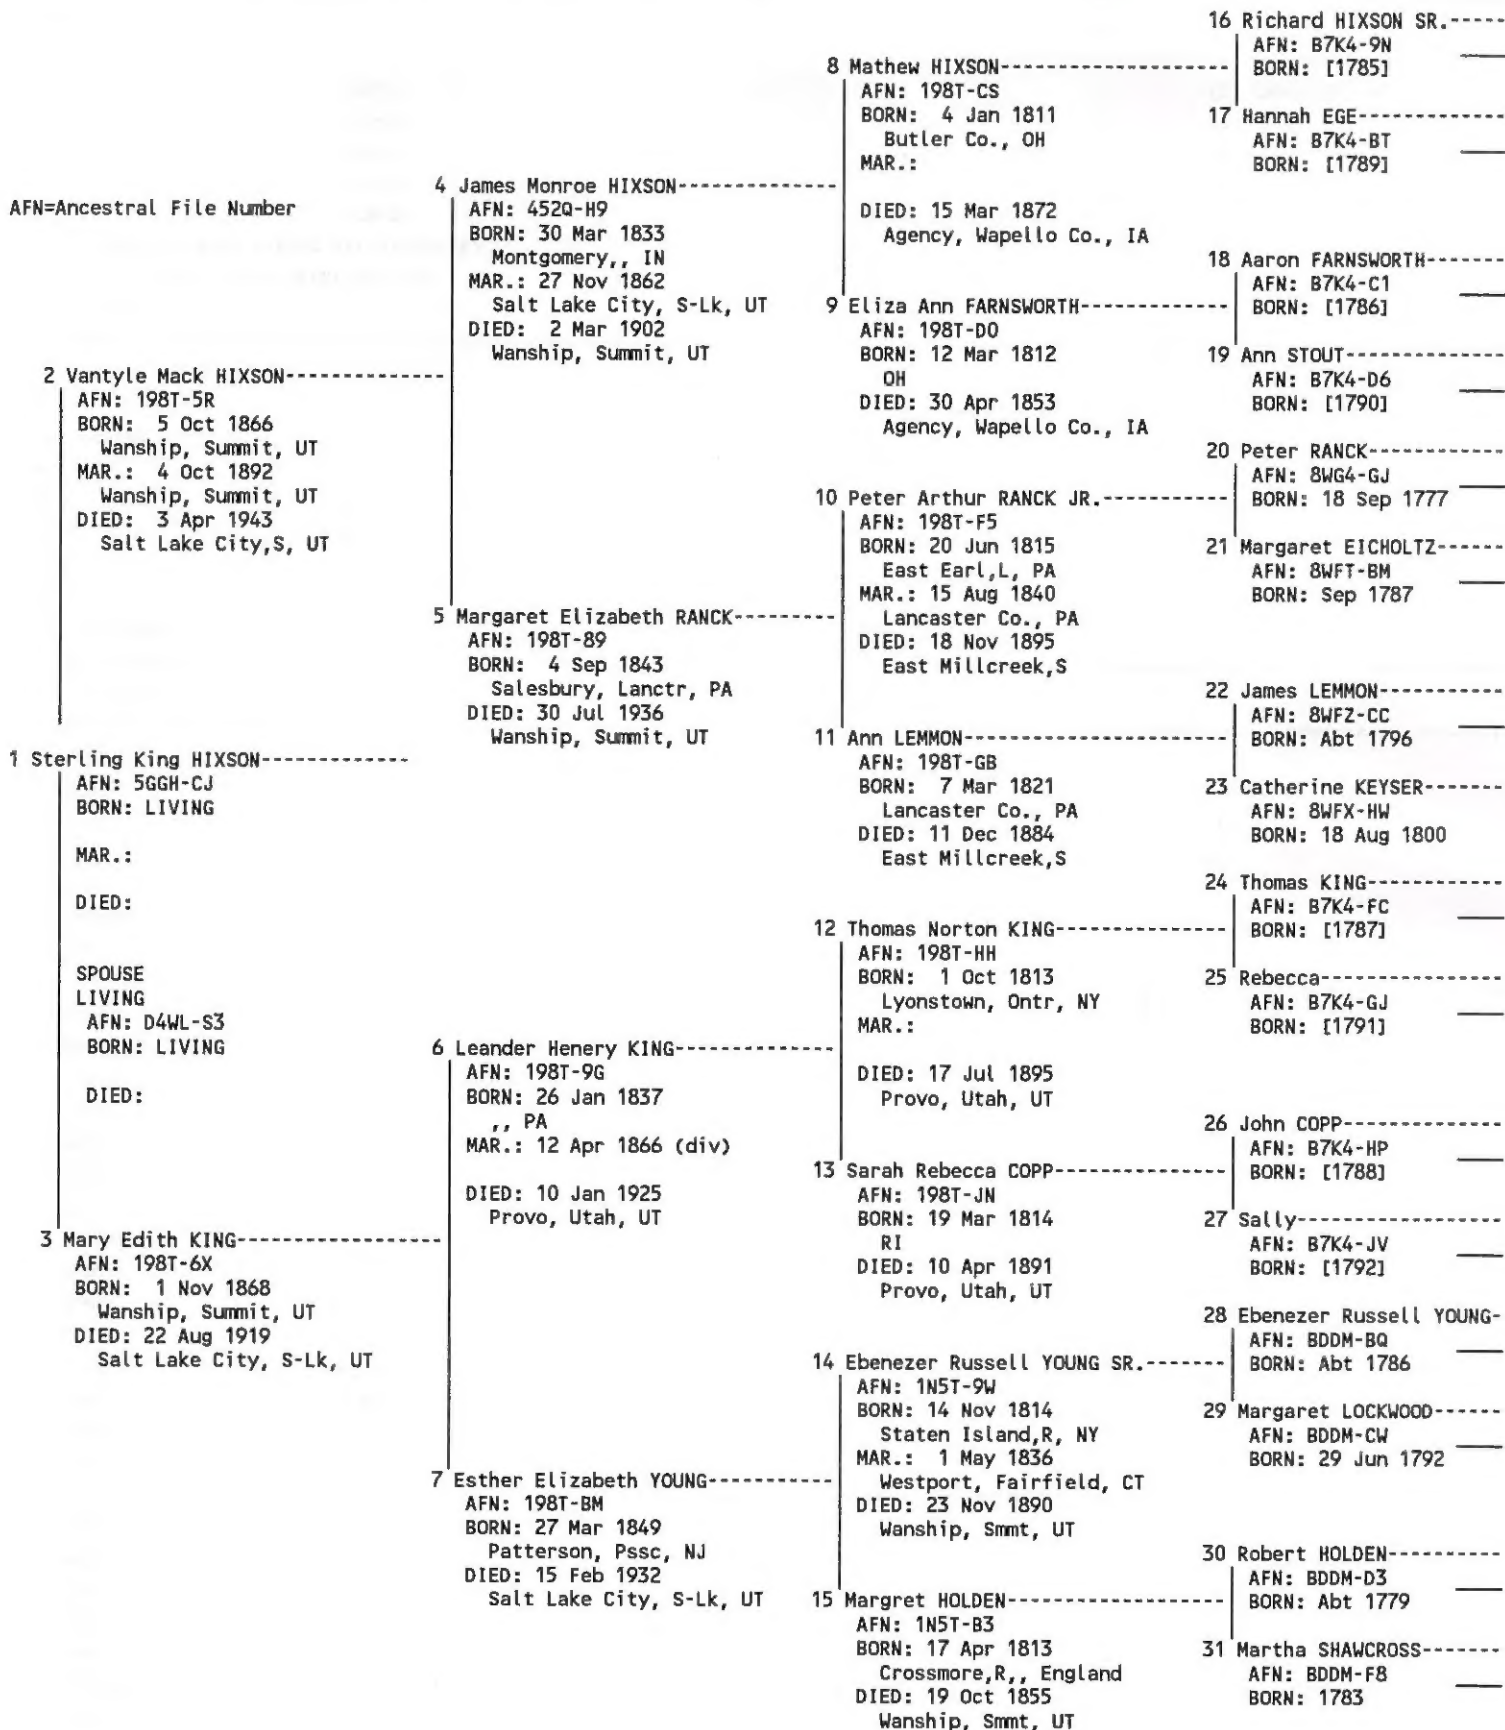 AFN=Ancestral File Number
1 Sterling King HIXSON------------
AFN: 5GGH-CJ
BORN: LIVING
MAR.:
DIED:
SPOUSE
LIVING
AFN: D4WL-S3
BORN: LIVING
DIED:
2 Vantyle Mack HIXSON-------------
AFN: 198T-5R
BORN:  5 Oct 1866
Wanship, Summit, UT
MAR.:  4 Oct 1892
Wanship, Summit, UT
DIED:  3 Apr 1943
Salt Lake City,S, UT
3 Mary Edith KING-----------------
AFN: 198T-6X
BORN:  1 Nov 1868
Wanship, Summit, UT
DIED: 22 Aug 1919
Salt Lake City, S-Lk, UT
4 James Monroe HIXSON-------------
AFN: 452Q-H9
BORN: 30 Mar 1833
Montgomery,, IN
MAR.: 27 Nov 1862
Salt Lake City, S-Lk, UT
DIED:  2 Mar 1902
Wanship, Summit, UT
5 Margaret Elizabeth RANCK--------
AFN: 198T-89
BORN:  4 Sep 1843
Salesbury, Lanctr, PA
DIED: 30 Jul 1936
Wanship, Summit, UT
6 Leander Henery KING-------------
AFN: 198T-9G
BORN: 26 Jan 1837
,, PA
MAR.: 12 Apr 1866 (div)
DIED: 10 Jan 1925
Provo, Utah, UT
7 Esther Elizabeth YOUNG----------
AFN: 198T-BM
BORN: 27 Mar 1849
Patterson, Pssc, NJ
DIED: 15 Feb 1932
Salt Lake City, S-Lk, UT
8 Mathew HIXSON-------------------
AFN: 198T-CS
BORN:  4 Jan 1811
Butler Co., OH
MAR.:
DIED: 15 Mar 1872
Agency, Wapello Co., IA
9 Eliza Ann FARNSWORTH------------
AFN: 198T-D0
BORN: 12 Mar 1812
OH
DIED: 30 Apr 1853
Agency, Wapello Co., IA
10 Peter Arthur RANCK JR.----------
AFN: 198T-F5
BORN: 20 Jun 1815
East Earl,L, PA
MAR.: 15 Aug 1840
Lancaster Co., PA
DIED: 18 Nov 1895
East Millcreek,S
11 Ann LEMMON----------------------
AFN: 198T-GB
BORN:  7 Mar 1821
Lancaster Co., PA
DIED: 11 Dec 1884
East Millcreek,S
12 Thomas Norton KING--------------
AFN: 198T-HH
BORN:  1 Oct 1813
Lyonstown, Ontr, NY
MAR.:
DIED: 17 Jul 1895
Provo, Utah, UT
13 Sarah Rebecca COPP--------------
AFN: 198T-JN
BORN: 19 Mar 1814
RI
DIED: 10 Apr 1891
Provo, Utah, UT
14 Ebenezer Russell YOUNG SR.------
AFN: 1N5T-9W
BORN: 14 Nov 1814
Staten Island,R, NY
MAR.:  1 May 1836
Westport, Fairfield, CT
DIED: 23 Nov 1890
Wanship, Smmt, UT
15 Margret HOLDEN------------------
AFN: 1N5T-B3
BORN: 17 Apr 1813
Crossmore,R,, England
DIED: 19 Oct 1855
Wanship, Smmt, UT
16 Richard HIXSON SR.-----
AFN: B7K4-9N
BORN: [1785]
17 Hannah EGE-------------
AFN: B7K4-BT
BORN: [1789]
18 Aaron FARNSWORTH-------
AFN: B7K4-C1
BORN: [1786]
19 Ann STOUT--------------
AFN: B7K4-D6
BORN: [1790]
20 Peter RANCK------------
AFN: 8WG4-GJ
BORN: 18 Sep 1777
21 Margaret EICHOLTZ------
AFN: 8WFT-BM
BORN: Sep 1787
22 James LEMMON-----------
AFN: 8WFZ-CC
BORN: Abt 1796
23 Catherine KEYSER-------
AFN: 8WFX-HW
BORN: 18 Aug 1800
24 Thomas KING------------
AFN: B7K4-FC
BORN: [1787]
25 Rebecca----------------
AFN: B7K4-GJ
BORN: [1791]
26 John COPP--------------
AFN: B7K4-HP
BORN: [1788]
27 Sally------------------
AFN: B7K4-JV
BORN: [1792]
28 Ebenezer Russell YOUNG-
AFN: BDDM-BQ
BORN: Abt 1786
29 Margaret LOCKWOOD------
AFN: BDDM-CW
BORN: 29 Jun 1792
30 Robert HOLDEN----------
AFN: BDDM-D3
BORN: Abt 1779
31 Martha SHAWCROSS-------
AFN: BDDM-F8
BORN: 1783